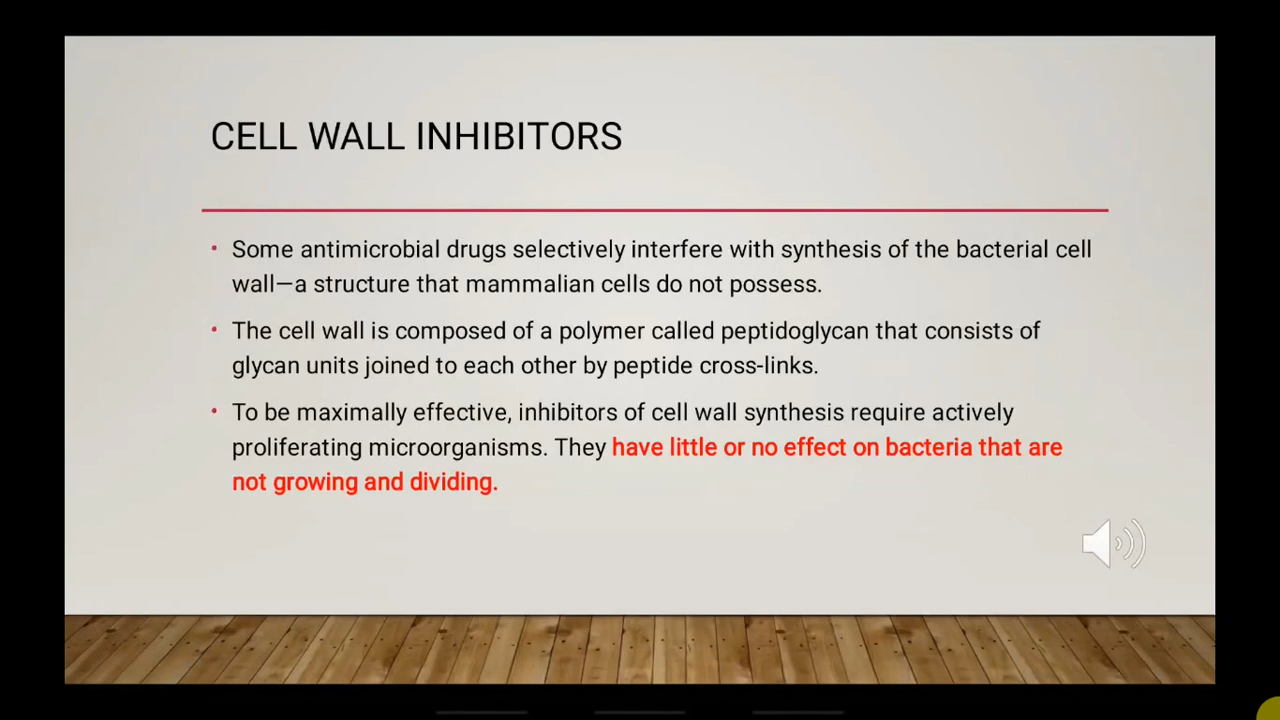 CELL WALL INHIBITORS
• Some antimicrobial drugs selectively interfere with synthesis of the bacterial cell
wall—a structure that mammalian cells do not possess.
• The cell wall is composed of a polymer called peptidoglycan that consists of
glycan units joined to each other by peptide cross-links.
• To be maximally effective, inhibitors of cell wall synthesis require actively
proliferating microorganisms. They have little or no effect on bacteria that are
not growing and dividing.